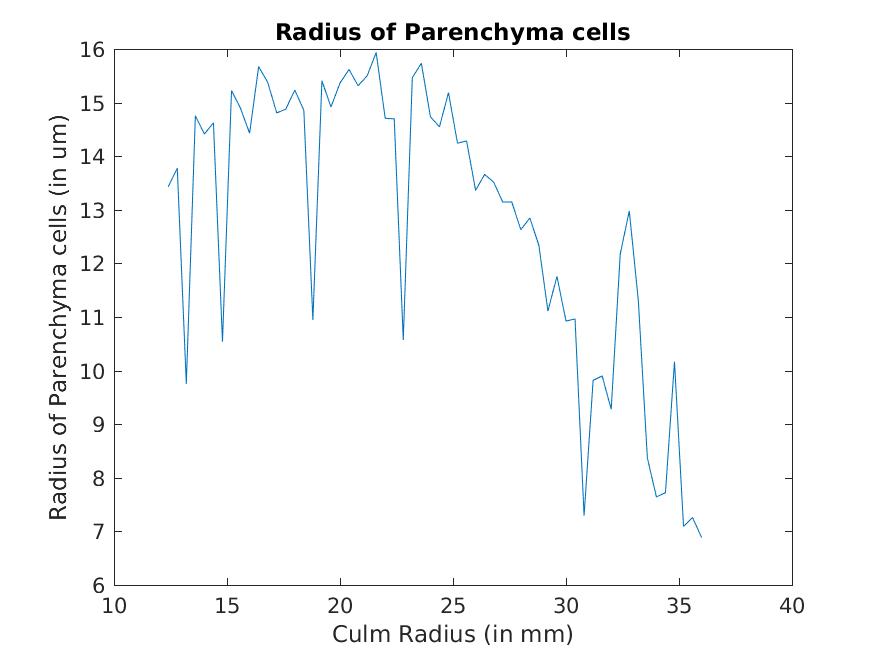 Radius of Parenchyma cells
Radius of Parenchyma cells (in um)
16
15
14
13
12
11
10
9
8
7
6
10 15 20 25 30 35 40
Culm Radius (in mm)